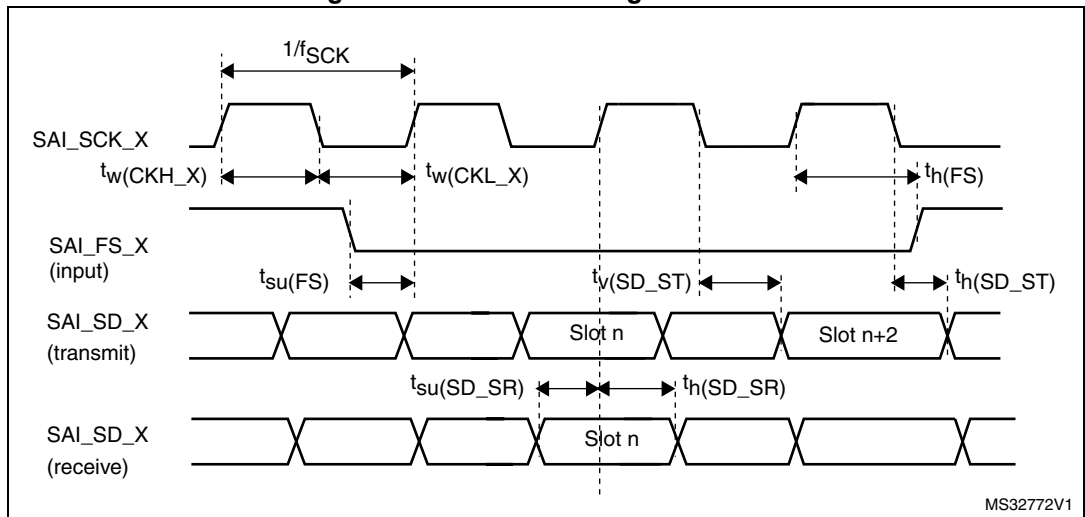 1/fSCK
SAI_SCK_X
tw(CKH_X)
tw(CKL_X)
th(FS)
SAI_FS_X
(input)
tsu(FS)
tv(SD_ST)
th(SD_ST)
SAI_SD_X
(transmit)
Slot n
Slot n+2
tsu(SD_SR)
th(SD_SR)
SAI_SD_X
(receive)
Slot n
MS32772V1